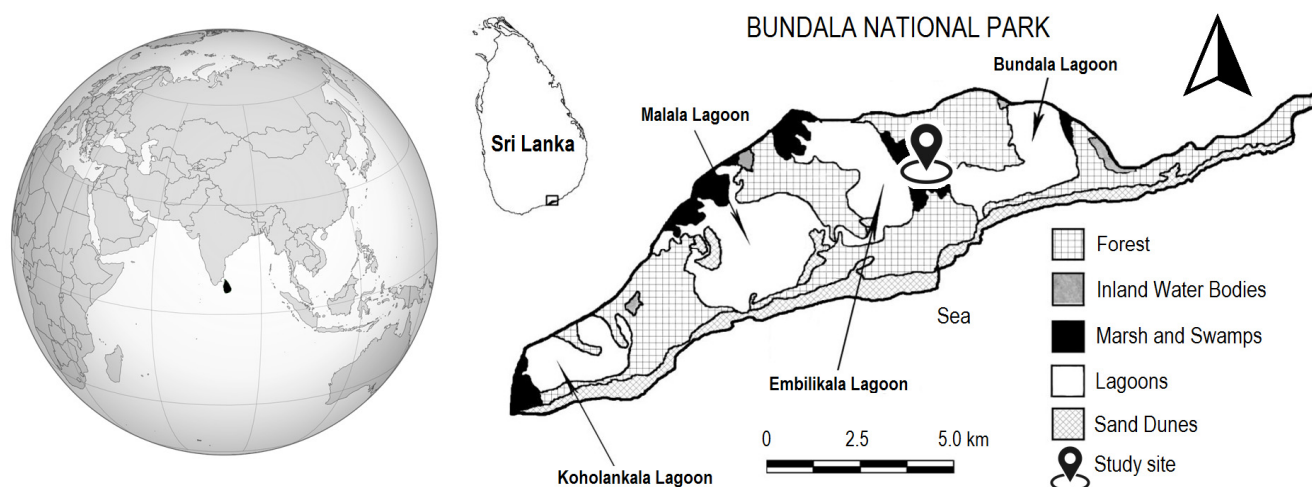 BUNDALA NATIONAL PARK
Bundala Lagoon
Malala Lagoon
Sri Lanka
Forest
Inland Water Bodies
Sea
Marsh and Swamps
Embilikala Lagoon
Lagoons
Sand Dunes
0 2.5 5.0 km
Koholankala Lagoon
Study site